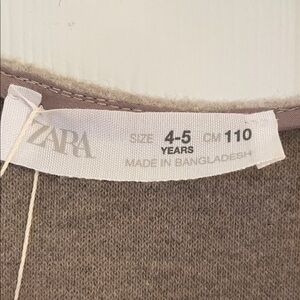 ZARA
SIZE 4-5 CM 110
YEARS
MADE IN BANGLADESH